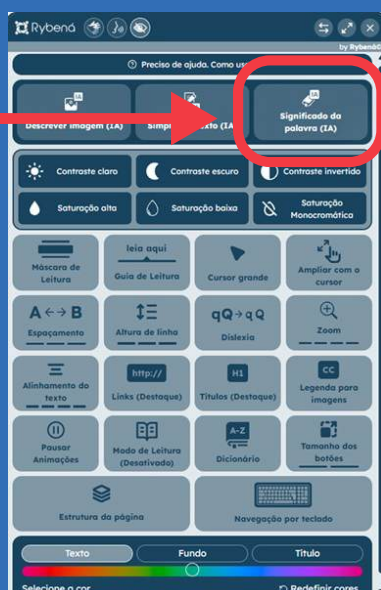 Rybená
by Rybená
Preciso de ajuda. Como us
Descrever imagem (IA)
(IA
IA
Significado da
palavra (IA)
Contraste claro
Contraste escuro
Contraste invertido
Saturação alta
Saturação baixa
Saturação
Monocromática
Máscara de
Leitura
leia aqui
Guia de Leitura
Cursor grande
Ampliar com o
cursor
A ←→ B
Espaçamento
Altura de linha
qQ→qQ
Dislexia
Zoom
Alinhamento do
texto
http://
Links (Destaque)
H1
Títulos (Destaque)
CC
Legenda para
imagens
Pausar
Animações
Modo de Leitura
(Desativado)
A-Z
Dicionário
Tamanho dos
botões
Estrutura da página
Navegação por teclado
Texto
Fundo
Título
Selecione a cor
Redefinir cores